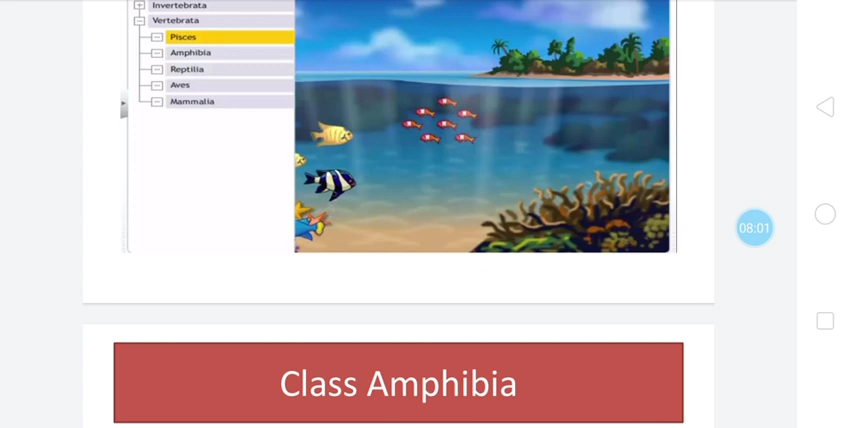 Invertebrata
Vertebrata
Pisces
Amphibia
Reptilia
Aves
Mammalia
08:01
Class Amphibia